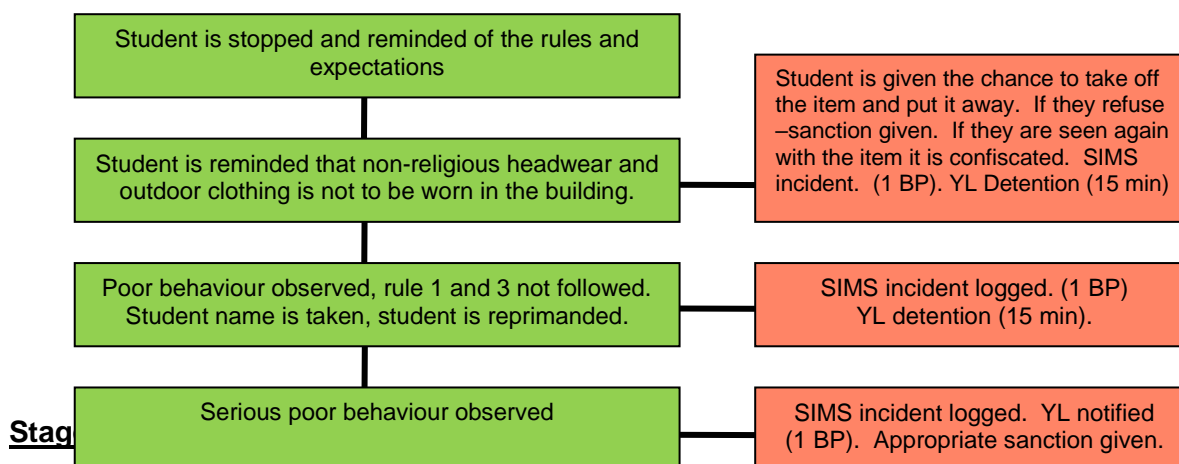 Student is stopped and reminded of the rules and
expectations
Student is given the chance to take off
the item and put it away. If they refuse
–sanction given. If they are seen again
with the item it is confiscated. SIMS
incident. (1 BP). YL Detention (15 min)
Student is reminded that non-religious headwear and
outdoor clothing is not to be worn in the building.
Poor behaviour observed, rule 1 and 3 not followed.
Student name is taken, student is reprimanded.
SIMS incident logged. (1 BP)
YL detention (15 min).
Serious poor behaviour observed
SIMS incident logged. YL notified
(1 BP). Appropriate sanction given.